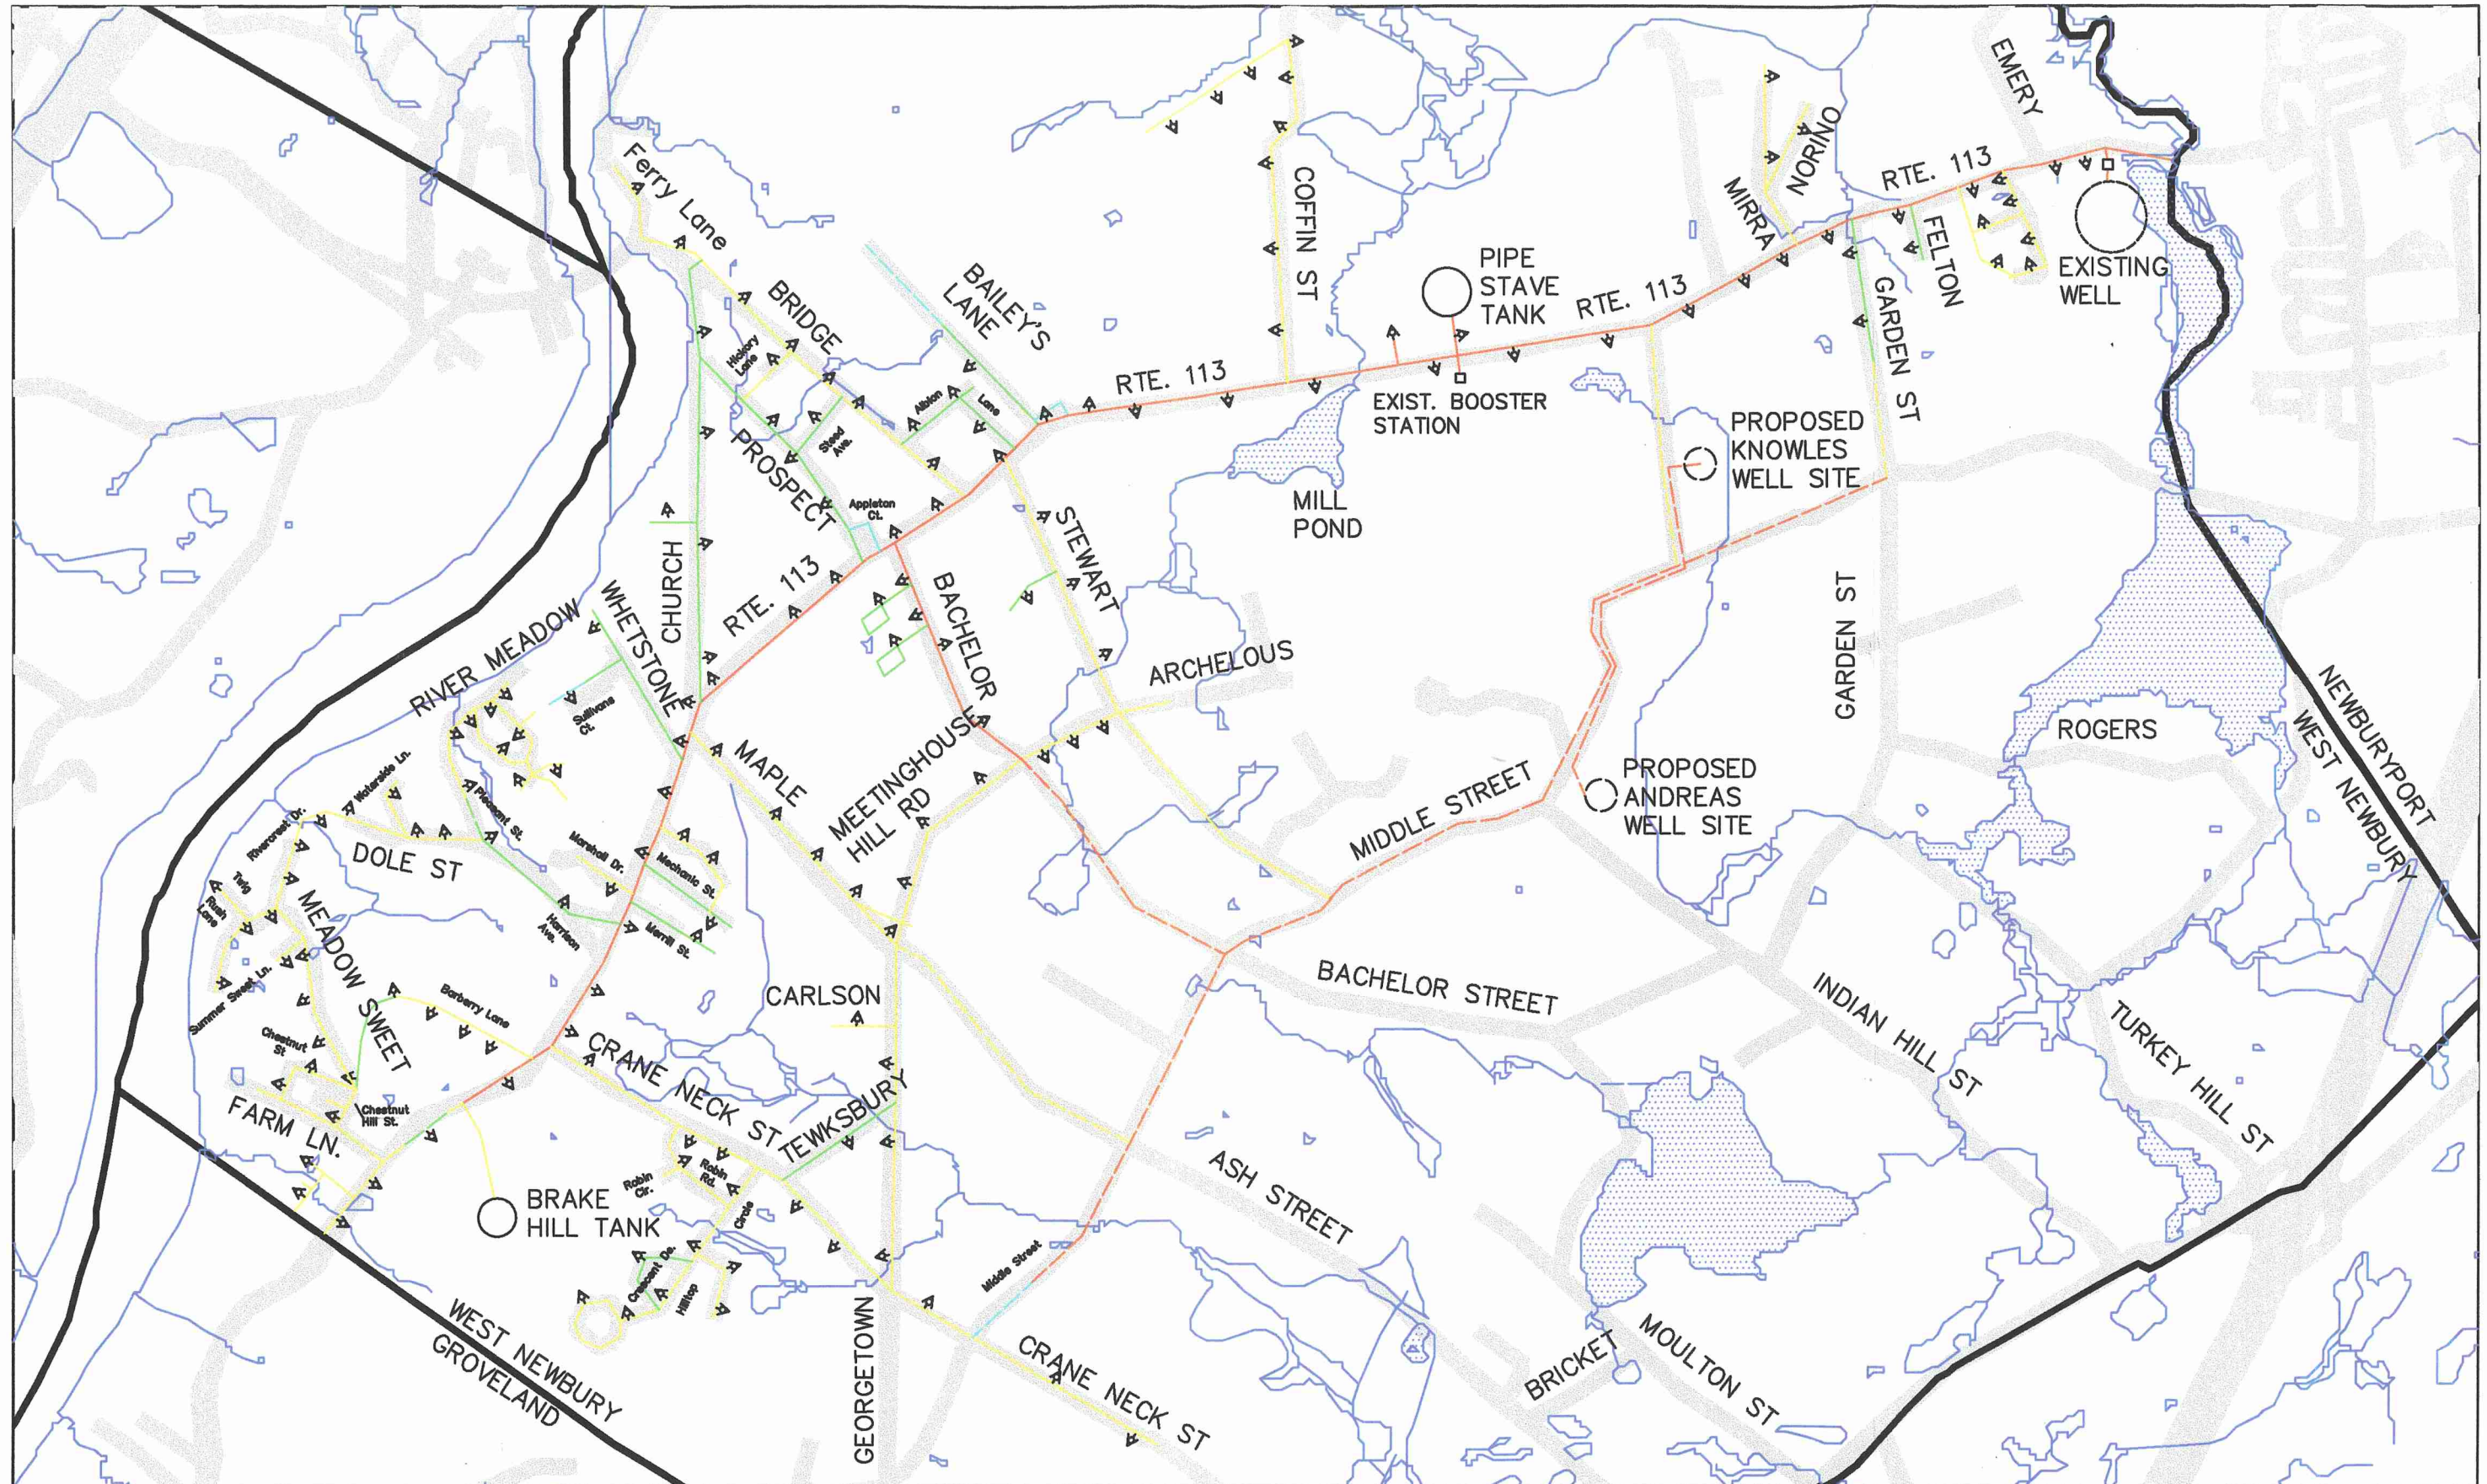 EMERY
NORINO
MIRRA
RTE. 113
FELTON
EXISTING
WELL
Ferry Lane
COFFIN ST
PIPE
STAVE
TANK
RTE. 113
GARDEN ST
BAILEY'S
LANE
BRIDGE
Hickory
Lane
Albion
Lane
Steed
Ave.
RTE. 113
EXIST. BOOSTER
STATION
PROPOSED
KNOWLES
WELL SITE
PROSPECT
Appleton
Ct.
MILL
POND
STEWART
CHURCH
RTE. 113
BACHELOR
WHETSTONE
RIVER MEADOW
Sullivans
Ct.
ARCHELOUS
GARDEN ST
NEWBURYPORT
WEST NEWBURY
ROGERS
MAPLE
MEETINGHOUSE
HILL RD
MIDDLE STREET
PROPOSED
ANDREAS
WELL SITE
Waterside Ln.
Pleasant St.
Rivercrest Dr.
DOLE ST
Marshall Dr.
Mechanic St.
Twig
Rush
Lane
MEADOW SWEET
Harrison
Ave.
Merrill St.
Summer Sweet Ln.
Barberry Lane
CARLSON
BACHELOR STREET
INDIAN HILL ST
TURKEY HILL ST
Chestnut
St
Chestnut
Hill St.
CRANE NECK ST
TEWKSBURY
FARM LN.
ASH STREET
Robin
Cir.
Robin
Rd.
Circle
BRAKE
HILL TANK
Crescent De.
Hilltop
Middle Street
WEST NEWBURY
GROVELAND
GEORGETOWN
CRANE NECK ST
BRICKET
MOULTON ST